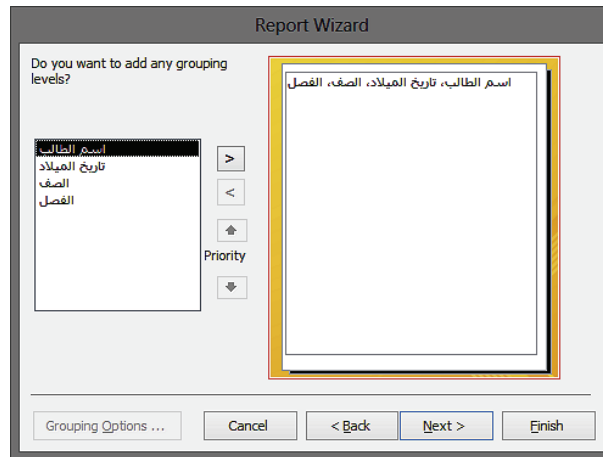 Report Wizard
Do you want to add any grouping
levels?
اسم الطالب، تاريخ الميلاد، الصف، الفصل
اسم الطالب
تاريخ الميلاد
الصف
الفصل
>
<
Priority
Grouping Options ...
Cancel
< Back
Next >
Finish